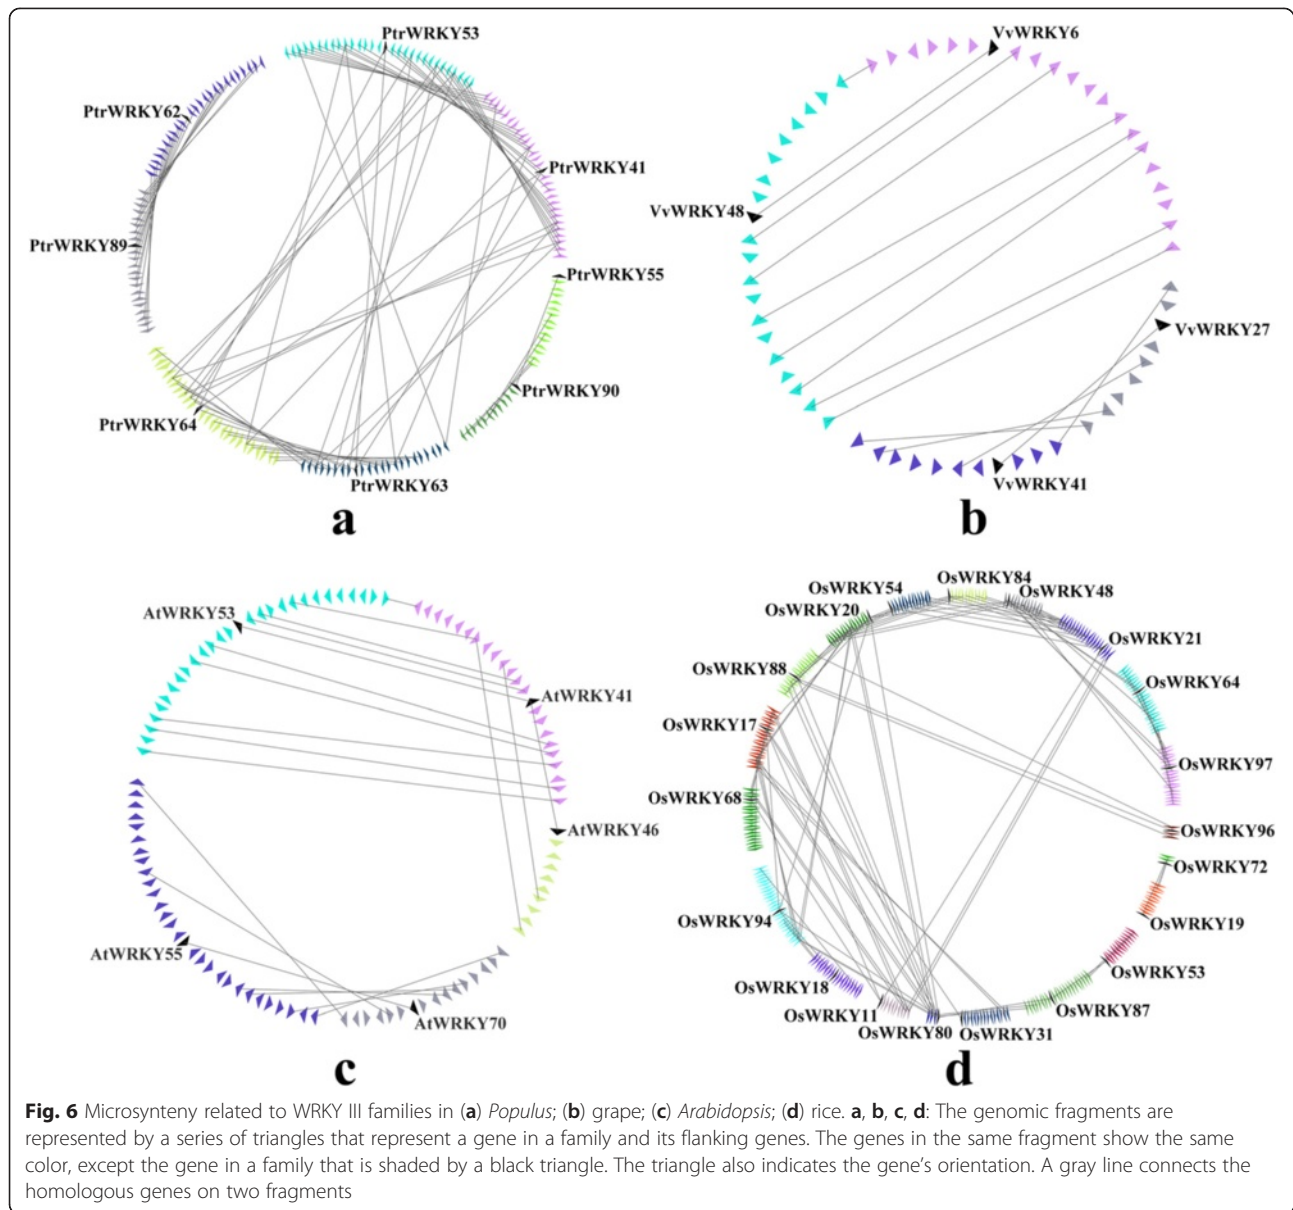 PtrWRKY53
PtrWRKY62
PtrWRKY41
PtrWRKY89
PtrWRKY55
PtrWRKY90
PtrWRKY64
PtrWRKY63
a
VvWRKY6
VvWRKY48
VvWRKY27
VvWRKY41
b
AtWRKY53
AtWRKY41
AtWRKY46
AtWRKY55
AtWRKY70
c
OsWRKY84
OsWRKY54
OsWRKY48
OsWRKY20
OsWRKY21
OsWRKY88
OsWRKY64
OsWRKY17
OsWRKY97
OsWRKY68
OsWRKY96
OsWRKY72
OsWRKY94
OsWRKY19
OsWRKY53
OsWRKY18
OsWRKY11
OsWRKY87
OsWRKY80
OsWRKY31
d
Fig. 6 Microsynteny related to WRKY III families in (a) Populus; (b) grape; (c) Arabidopsis; (d) rice. a, b, c, d: The genomic fragments are
represented by a series of triangles that represent a gene in a family and its flanking genes. The genes in the same fragment show the same
color, except the gene in a family that is shaded by a black triangle. The triangle also indicates the gene's orientation. A gray line connects the
homologous genes on two fragments